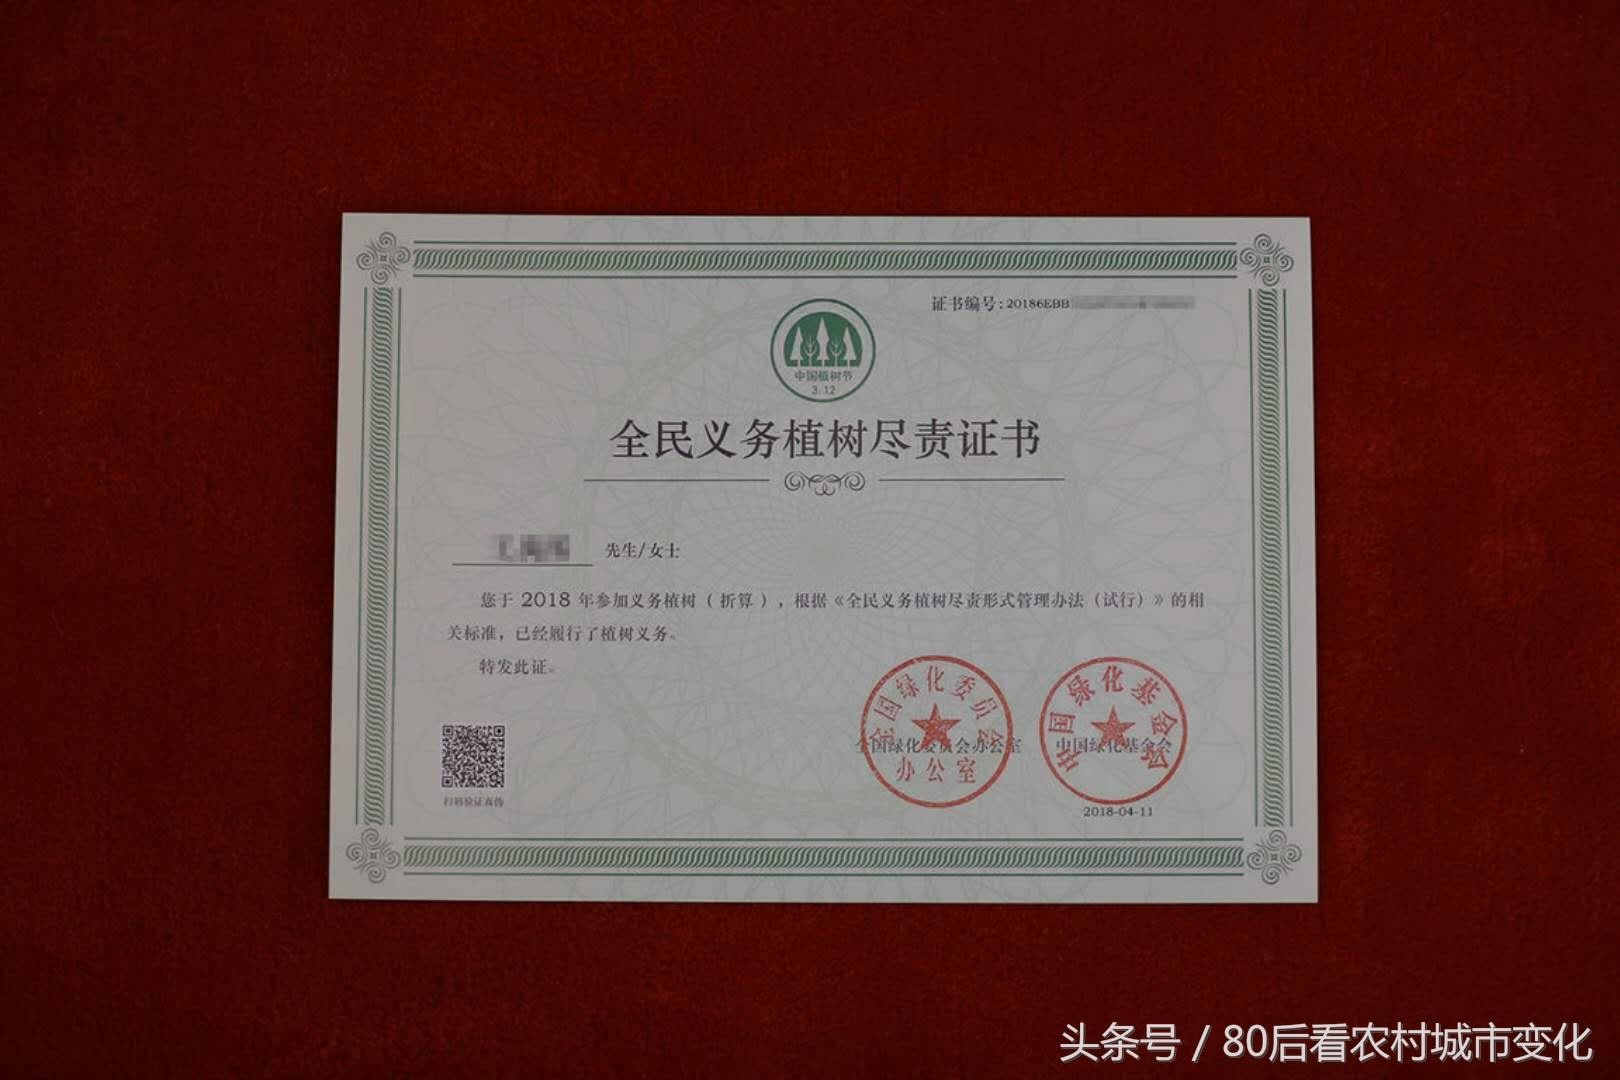 证书编号:20186EBB
中国植树节
3.12
全民义务植树尽责证书
先生/女士
您于 2018 年参加义务植树（折算），根据《全民义务植树尽责形式管理办法（试行）》的相
关标准，已经履行了植树义务。
特发此证。
全国绿化委员会
办公室
中国绿化基金会
全国绿化委员会办公室
中国绿化基金会
扫码验证真伪
2018-04-11
头条号 / 80后看农村城市变化